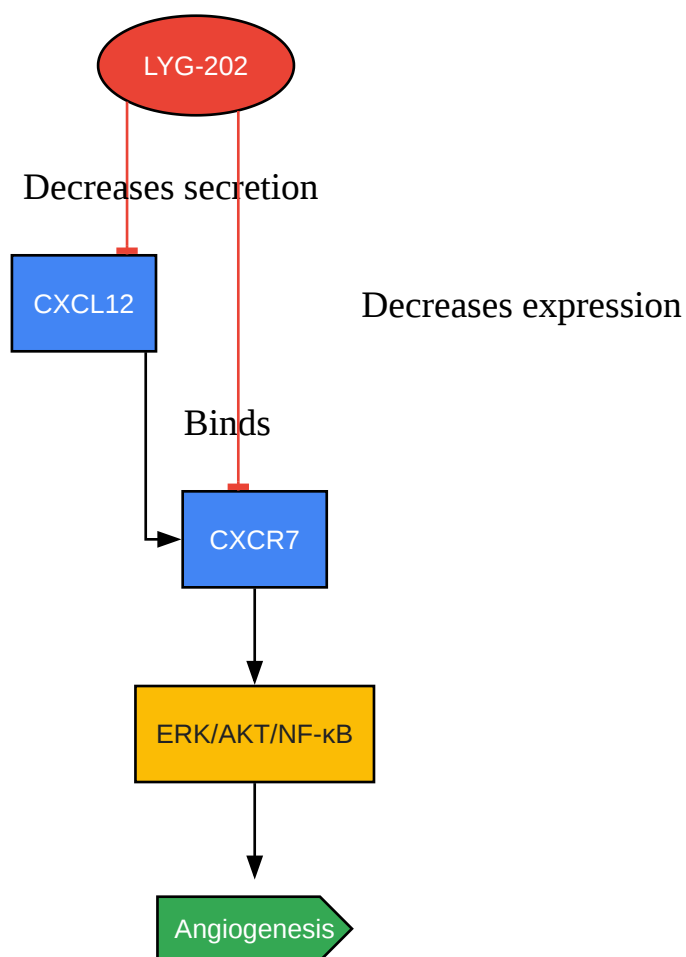 LYG-202
Decreases secretion
CXCL12
Decreases expression
Binds
CXCR7
ERK/AKT/NF-κB
Angiogenesis